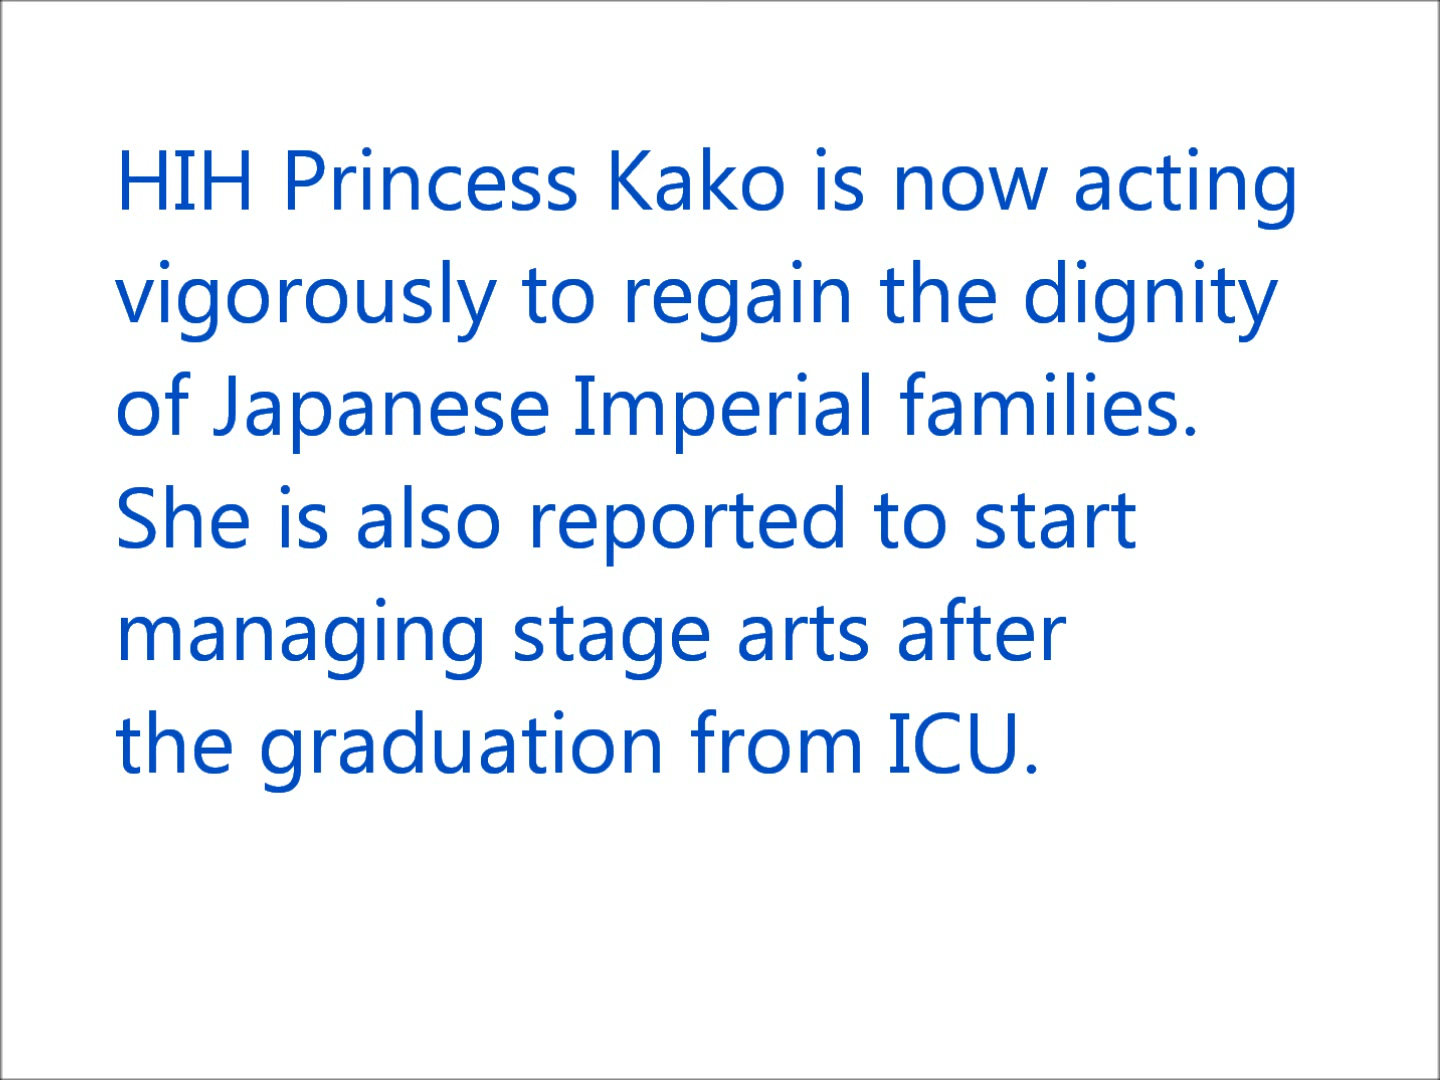 HIH Princess Kako is now acting
vigorously to regain the dignity
of Japanese Imperial families.
She is also reported to start
managing stage arts after
the graduation from ICU.